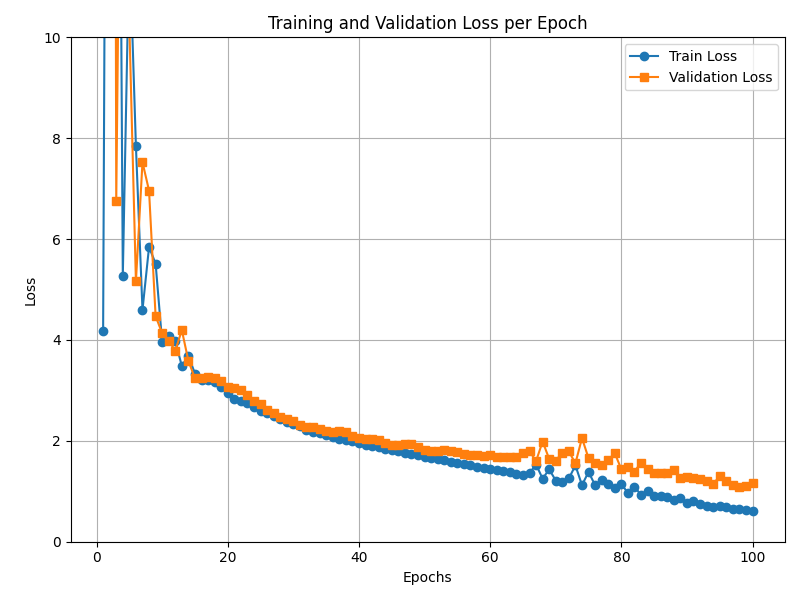 Training and Validation Loss per Epoch
Train Loss
Validation Loss
Loss
10
8
6
4
2
0
0 20 40 60 80 100
Epochs